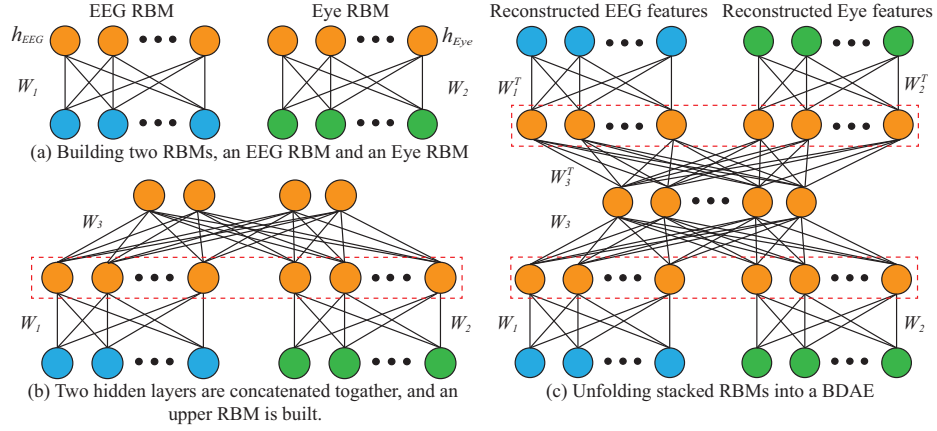 EEG RBM
Eye RBM
h_EEG
h_Eye
W_1
W_2
(a) Building two RBMs, an EEG RBM and an Eye RBM
W_3
W_1
W_2
(b) Two hidden layers are concatenated togather, and an
upper RBM is built.
Reconstructed EEG features
Reconstructed Eye features
W_1^T
W_2^T
W_3^T
W_3
W_1
W_2
(c) Unfolding stacked RBMs into a BDAE